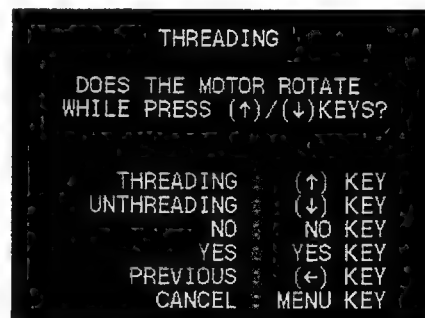 THREADING
DOES THE MOTOR ROTATE
WHILE PRESS (↑)/(↓)KEYS?
THREADING : (↑) KEY
UNTHREADING : (↓) KEY
NO : NO KEY
YES : YES KEY
PREVIOUS : (←) KEY
CANCEL : MENU KEY